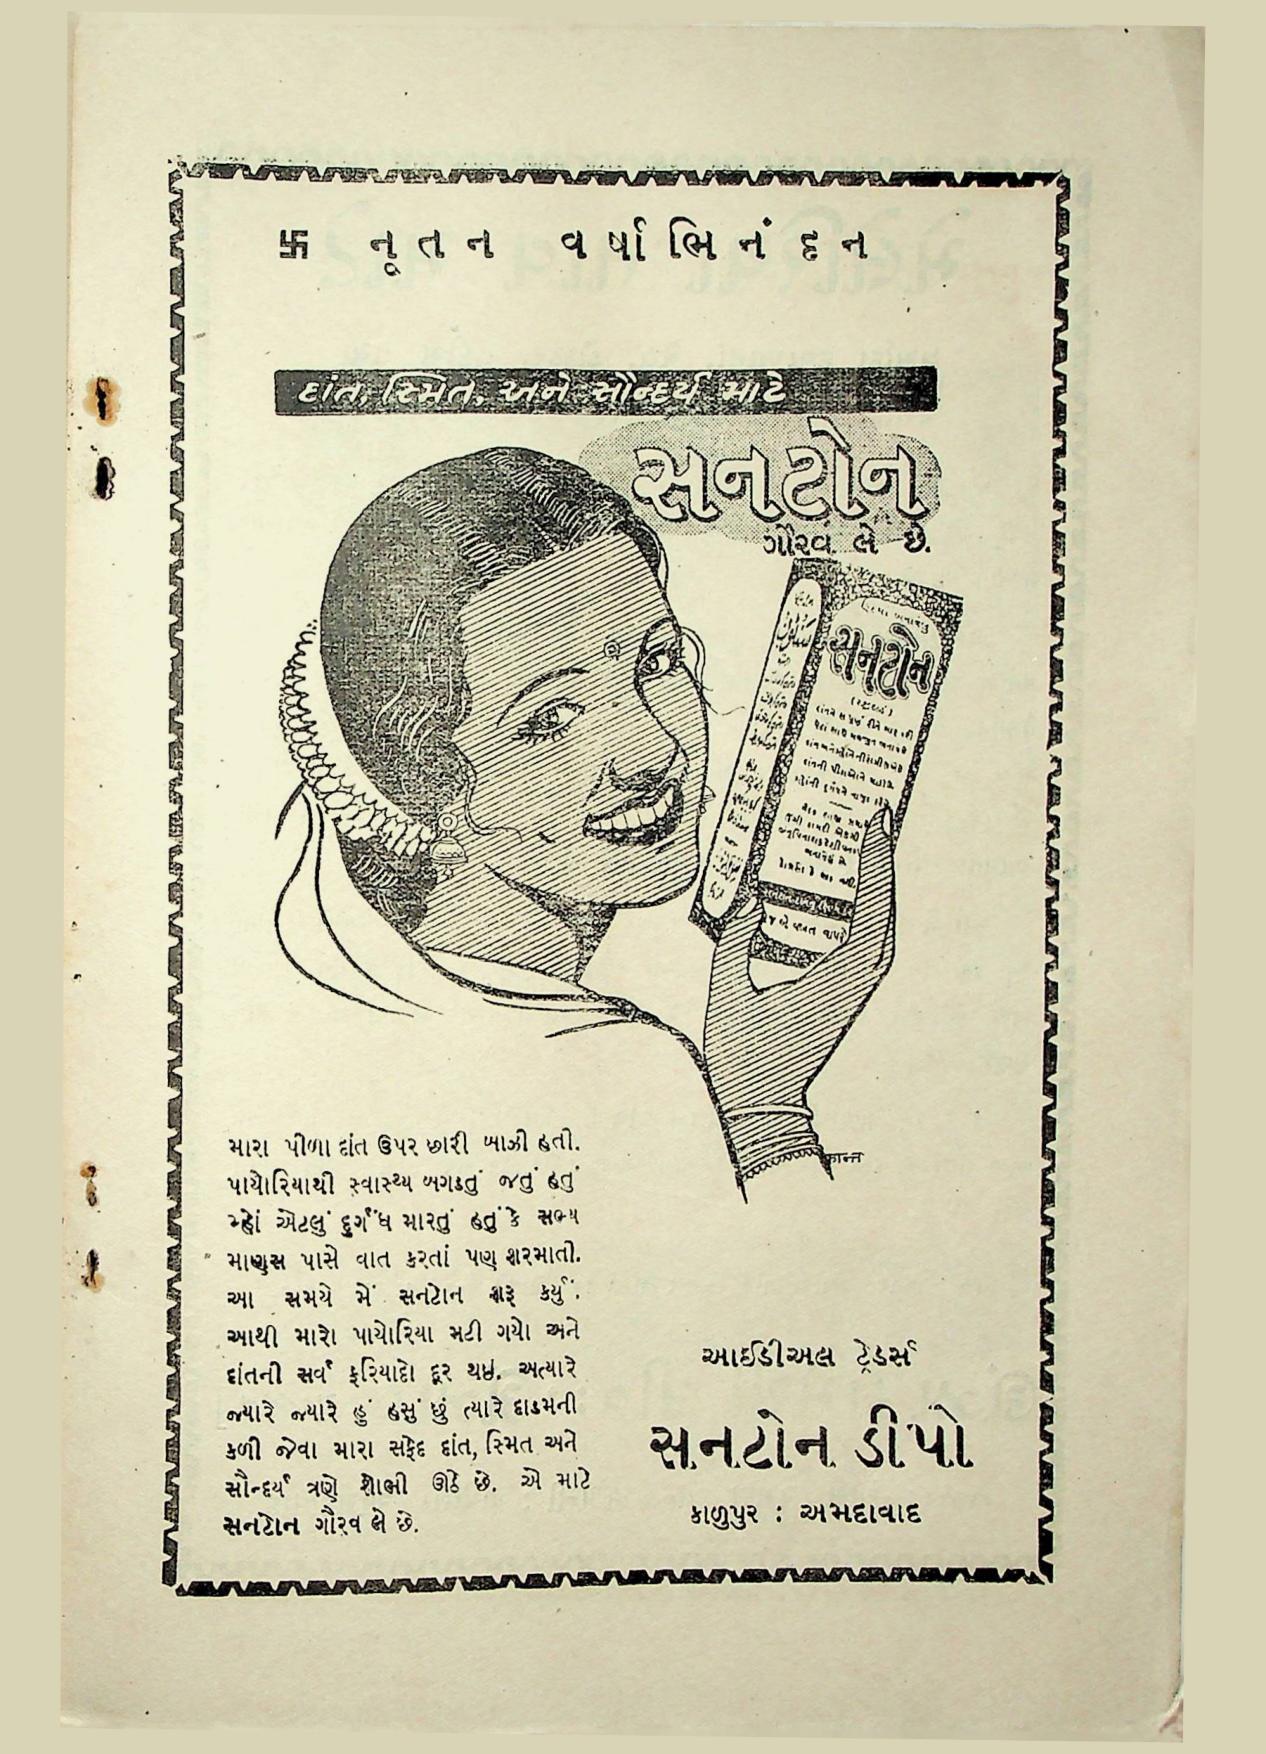 卐 નૂતન વર્ષાભિનંદન
દાંત, સ્મિત, અને સૌન્દર્ય માટે
સનટોન
ગૌરવ લે છે.
સનટોન
કાન્ત
મારા પીળા દાંત ઉપર છારી બાઝી હતી.
પાયોરિયાથી સ્વાસ્થ્ય બગડતું જતું હતું
મ્હોં એટલું દુર્ગંધ મારતું હતું કે સભ્ય
માણસ પાસે વાત કરતાં પણ શરમાતી.
આ સમયે મેં સનટોન શરૂ કર્યું.
આથી મારો પાયોરિયા મટી ગયો અને
દાંતની સર્વ ફરિયાદો દૂર થઇ. અત્યારે
જ્યારે જ્યારે હું હસું છું ત્યારે દાડમની
કળી જેવા મારા સફેદ દાંત, સ્મિત અને
સૌન્દર્ય ત્રણે શોભી ઊઠે છે. એ માટે
સનટોન ગૌરવ લે છે.
આઈડીઅલ ટ્રેડર્સ
સનટોન ડીપો
કાળુપુર : અમદાવાદ